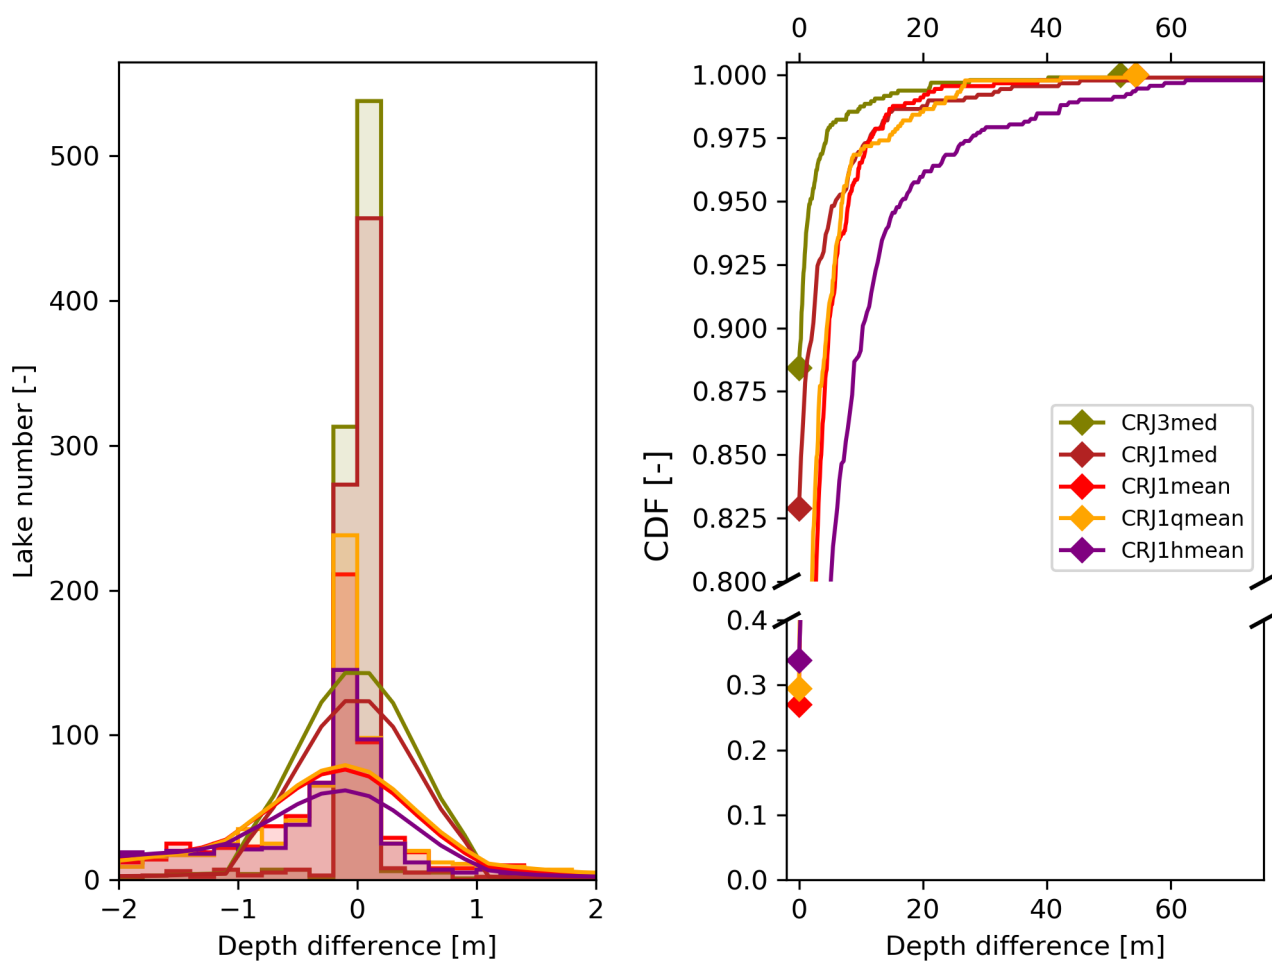 0 20 40 60
500
400
300
200
100
0
Lake number [-]
−2 −1 0 1 2
Depth difference [m]
1.000
0.975
0.950
0.925
0.900
0.875
0.850
0.825
0.800
0.4
0.3
0.2
0.1
0.0
CDF [-]
CRJ3med
CRJ1med
CRJ1mean
CRJ1qmean
CRJ1hmean
0 20 40 60
Depth difference [m]